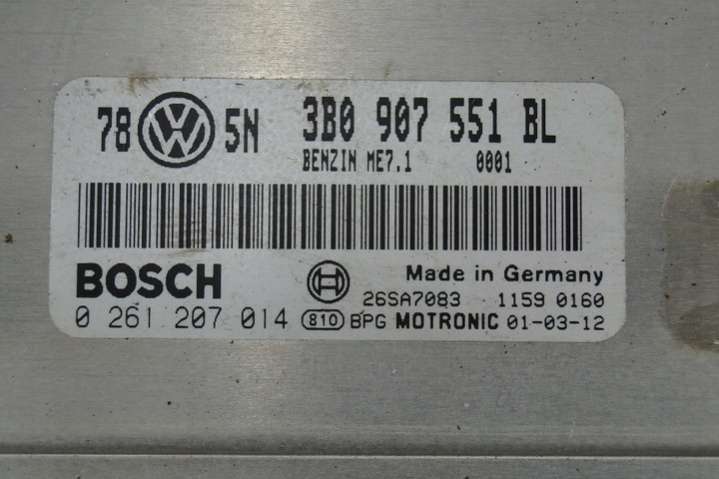 78 VW 5N 3B0 907 551 BL
BENZIN ME7.1 0001
BOSCH Made in Germany
26SA7083 1159 0160
0 261 207 014 810 BPG MOTRONIC 01-03-12